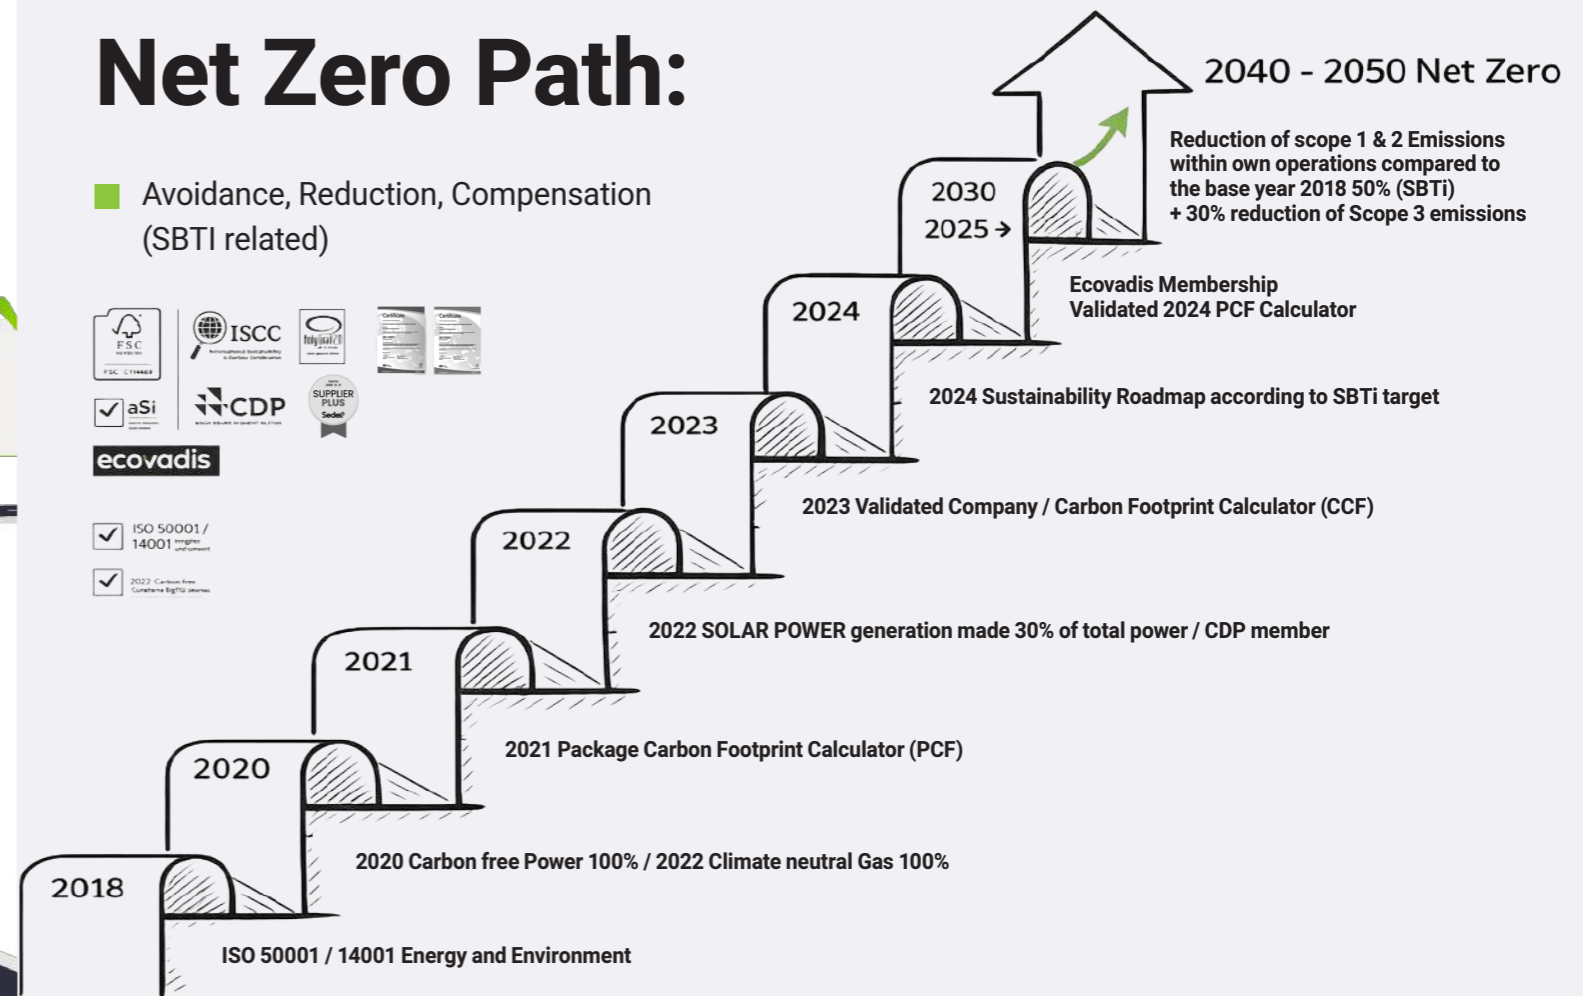 Net Zero Path:
Avoidance, Reduction, Compensation
(SBTI related)
FSC
ISCC
aSi
CDP
SUPPLIER
PLUS
Sedex
ecovadis
ISO 50001 /
14001
2022 Carbon free
2040 - 2050 Net Zero
Reduction of scope 1 & 2 Emissions
within own operations compared to
the base year 2018 50% (SBTi)
+ 30% reduction of Scope 3 emissions
2030
2025 →
Ecovadis Membership
Validated 2024 PCF Calculator
2024
2024 Sustainability Roadmap according to SBTi target
2023
2023 Validated Company / Carbon Footprint Calculator (CCF)
2022
2022 SOLAR POWER generation made 30% of total power / CDP member
2021
2021 Package Carbon Footprint Calculator (PCF)
2020
2020 Carbon free Power 100% / 2022 Climate neutral Gas 100%
2018
ISO 50001 / 14001 Energy and Environment